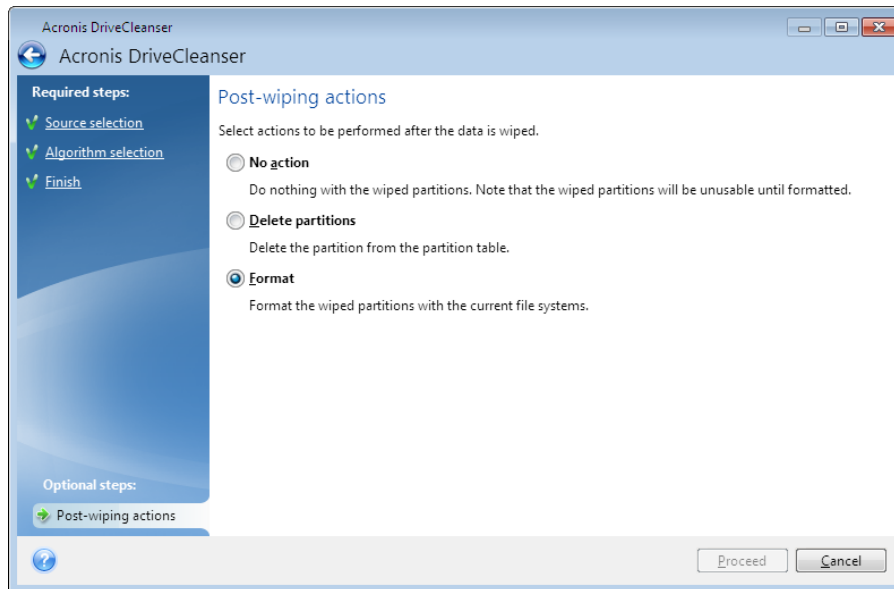 Acronis DriveCleanser
Acronis DriveCleanser
Required steps:
Source selection
Algorithm selection
Finish
Post-wiping actions
Select actions to be performed after the data is wiped.
No action
Do nothing with the wiped partitions. Note that the wiped partitions will be unusable until formatted.
Delete partitions
Delete the partition from the partition table.
Format
Format the wiped partitions with the current file systems.
Optional steps:
Post-wiping actions
?
Proceed
Cancel